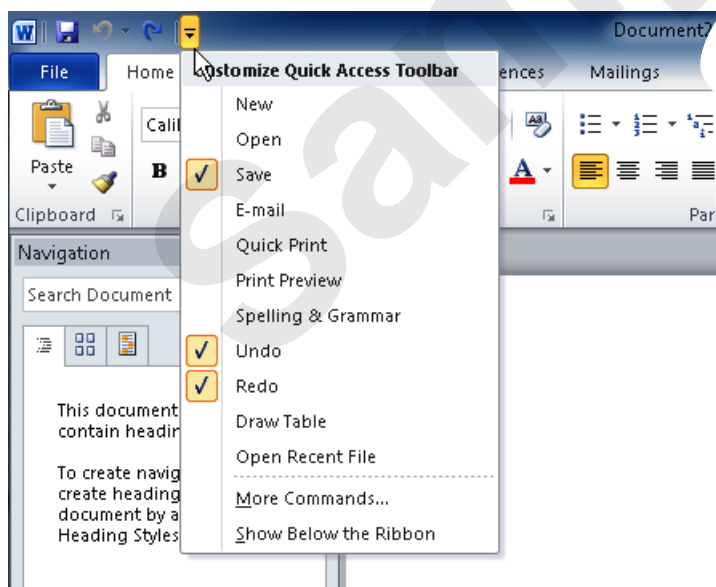 W
Document2
File
Home
Customize Quick Access Toolbar
ences
Mailings
New
Calil
Aa
Open
Paste
B
Save
A
Clipboard
E-mail
Par
Navigation
Quick Print
Search Document
Print Preview
Spelling & Grammar
Undo
Redo
This document
contain headin
Draw Table
Open Recent File
To create navig
create heading
document by a
Heading Styles
More Commands...
Show Below the Ribbon
Sam